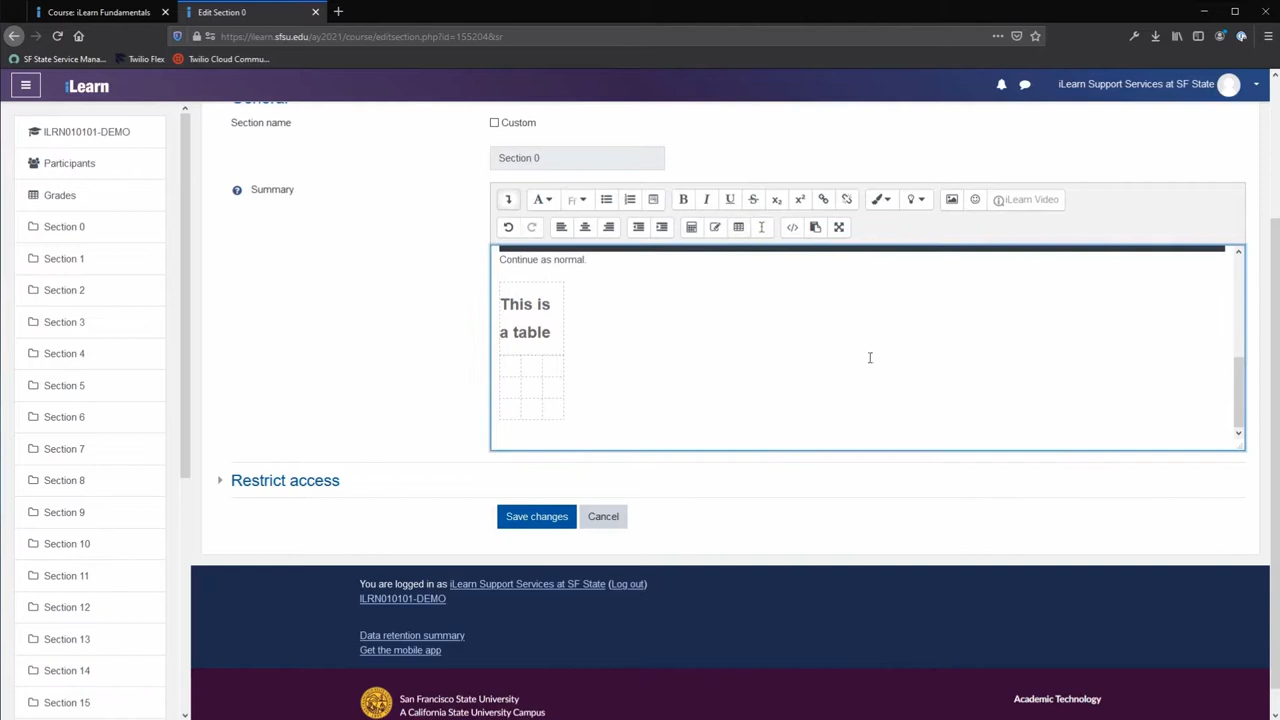 Course: iLearn Fundamentals
Edit Section 0
https://ilearn.sfsu.edu/ay2021/course/editsection.php?id=155204&sr
SF State Service Mana...
Twilio Flex
Twilio Cloud Commu...
iLearn
iLearn Support Services at SF State
ILRN010101-DEMO
Participants
Grades
Section 0
Section 1
Section 2
Section 3
Section 4
Section 5
Section 6
Section 7
Section 8
Section 9
Section 10
Section 11
Section 12
Section 13
Section 14
Section 15
General
Section name
Custom
Section 0
Summary
iLearn Video
Continue as normal.
This is
a table
Restrict access
Save changes
Cancel
You are logged in as iLearn Support Services at SF State (Log out)
ILRN010101-DEMO
Data retention summary
Get the mobile app
San Francisco State University
A California State University Campus
Academic Technology